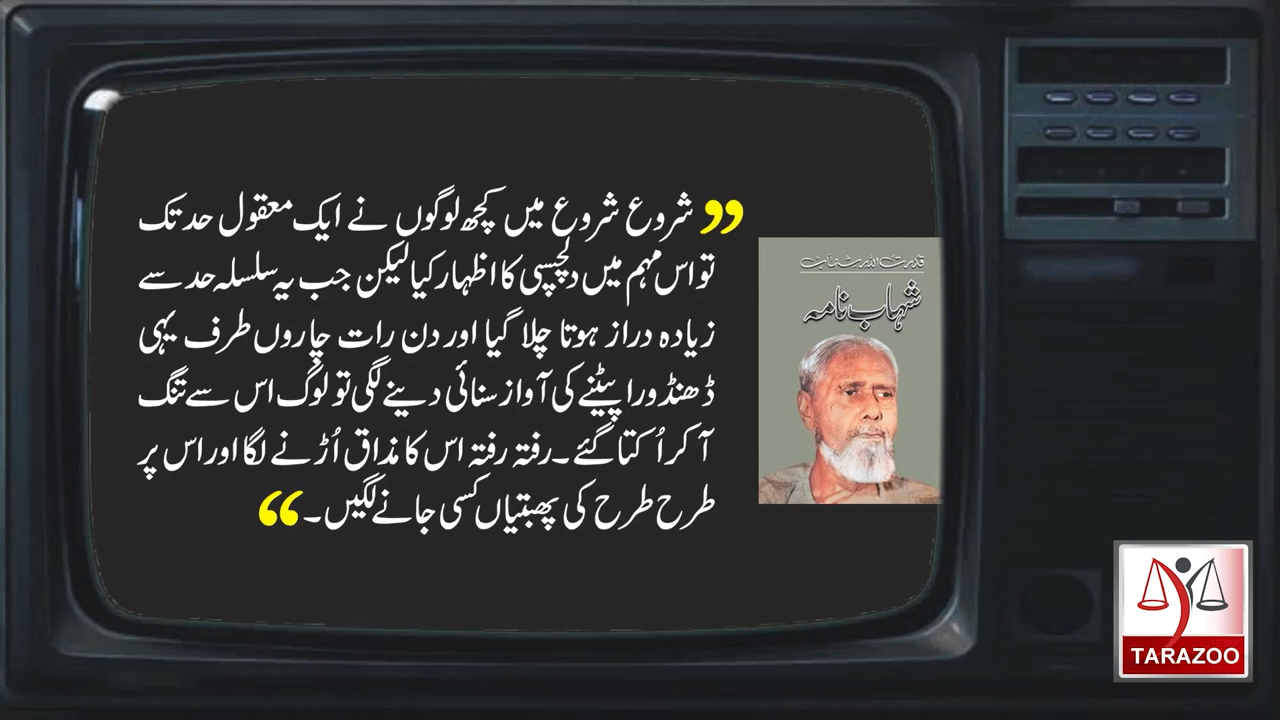 ”شروع شروع میں کچھ لوگوں نے ایک معقول حد تک
تو اس مہم میں دلچسپی کا اظہار کیا لیکن جب یہ سلسلہ حد سے
زیادہ دراز ہوتا چلا گیا اور دن رات چاروں طرف یہی
ڈھنڈورا پیٹنے کی آواز سنائی دینے لگی تو لوگ اس سے تنگ
آ کر اُکتا گئے۔ رفتہ رفتہ اس کا مذاق اُڑنے لگا اور اس پر
طرح طرح کی پھبتیاں کسی جانے لگیں۔“
قدرت اللہ شہاب
شہاب نامہ
TARAZOO